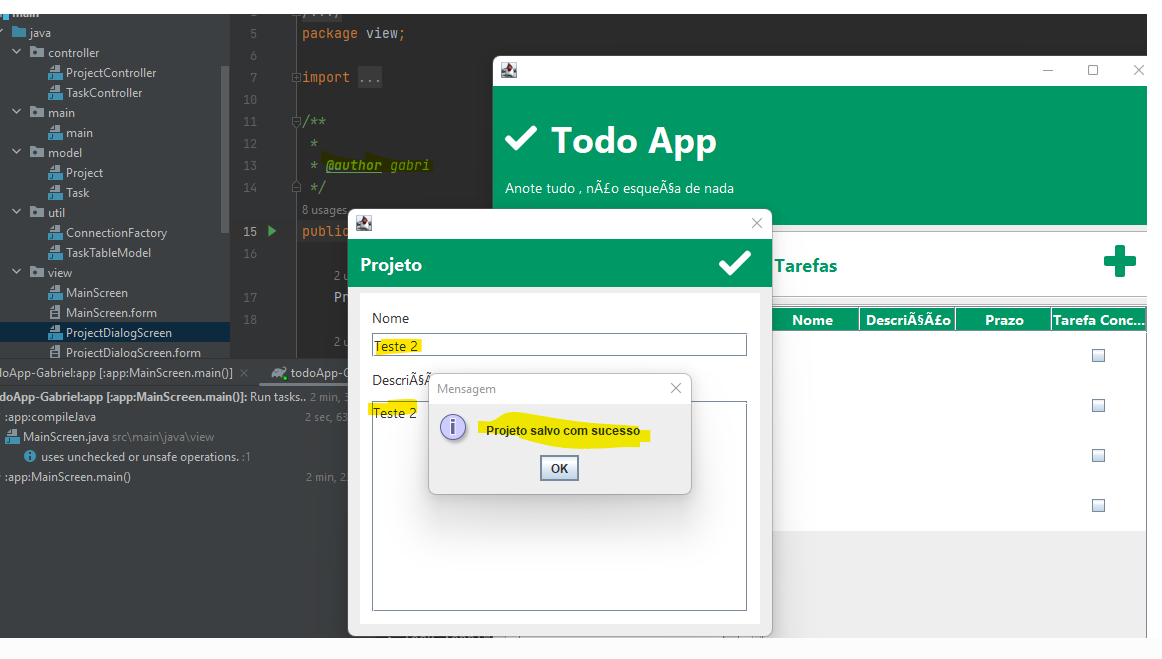 main
java
controller
ProjectController
TaskController
main
main
model
Project
Task
util
ConnectionFactory
TaskTableModel
view
MainScreen
MainScreen.form
ProjectDialogScreen
ProjectDialogScreen.form
5
6
7
10
11
12
13
14
15
16
17
18
package view;
import ...
/**
*
* @author gabri
*/
8 usages
public
2 u
Pr
2 u
Todo App
Anote tudo , nÃ£o esqueÃ§a de nada
Tarefas
Nome
DescriÃ§Ã£o
Prazo
Tarefa Conc...
Projeto
Nome
Teste 2
DescriÃ§Ã
Teste 2
Mensagem
Projeto salvo com sucesso
OK
doApp-Gabriel:app [:app:MainScreen.main()]
todoApp-G
doApp-Gabriel:app [:app:MainScreen.main()]: Run tasks.. 2 min,
:app:compileJava 2 sec, 63
MainScreen.java src\main\java\view
uses unchecked or unsafe operations. :1
:app:MainScreen.main() 2 min, 2